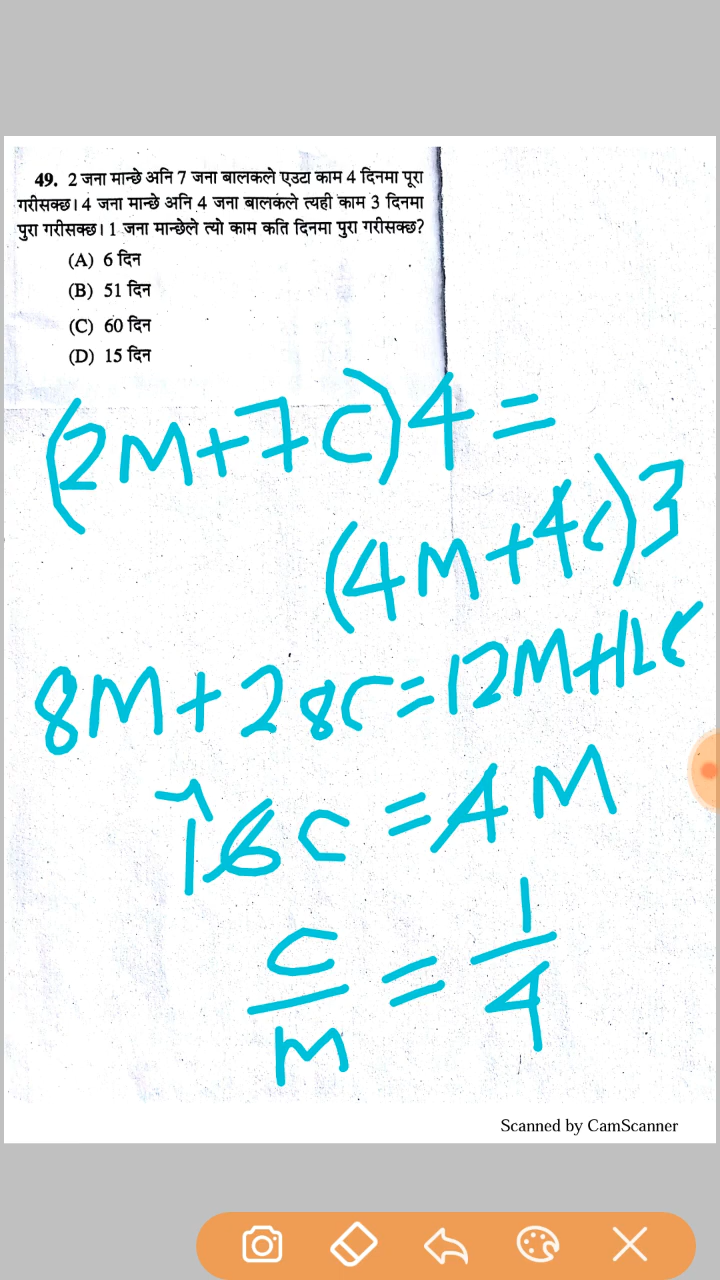 49. 2 जना मान्छे अनि 7 जना बालकले एउटा काम 4 दिनमा पूरा
गरीसक्छ। 4 जना मान्छे अनि 4 जना बालकले त्यही काम 3 दिनमा
पुरा गरीसक्छ। 1 जना मान्छेले त्यो काम कति दिनमा पुरा गरीसक्छ?
(A) 6 दिन
(B) 51 दिन
(C) 60 दिन
(D) 15 दिन
(2M+7C)4=
(4M+4C)3
8M+28C=12M+12C
16C=4M
C/M=1/4
Scanned by CamScanner